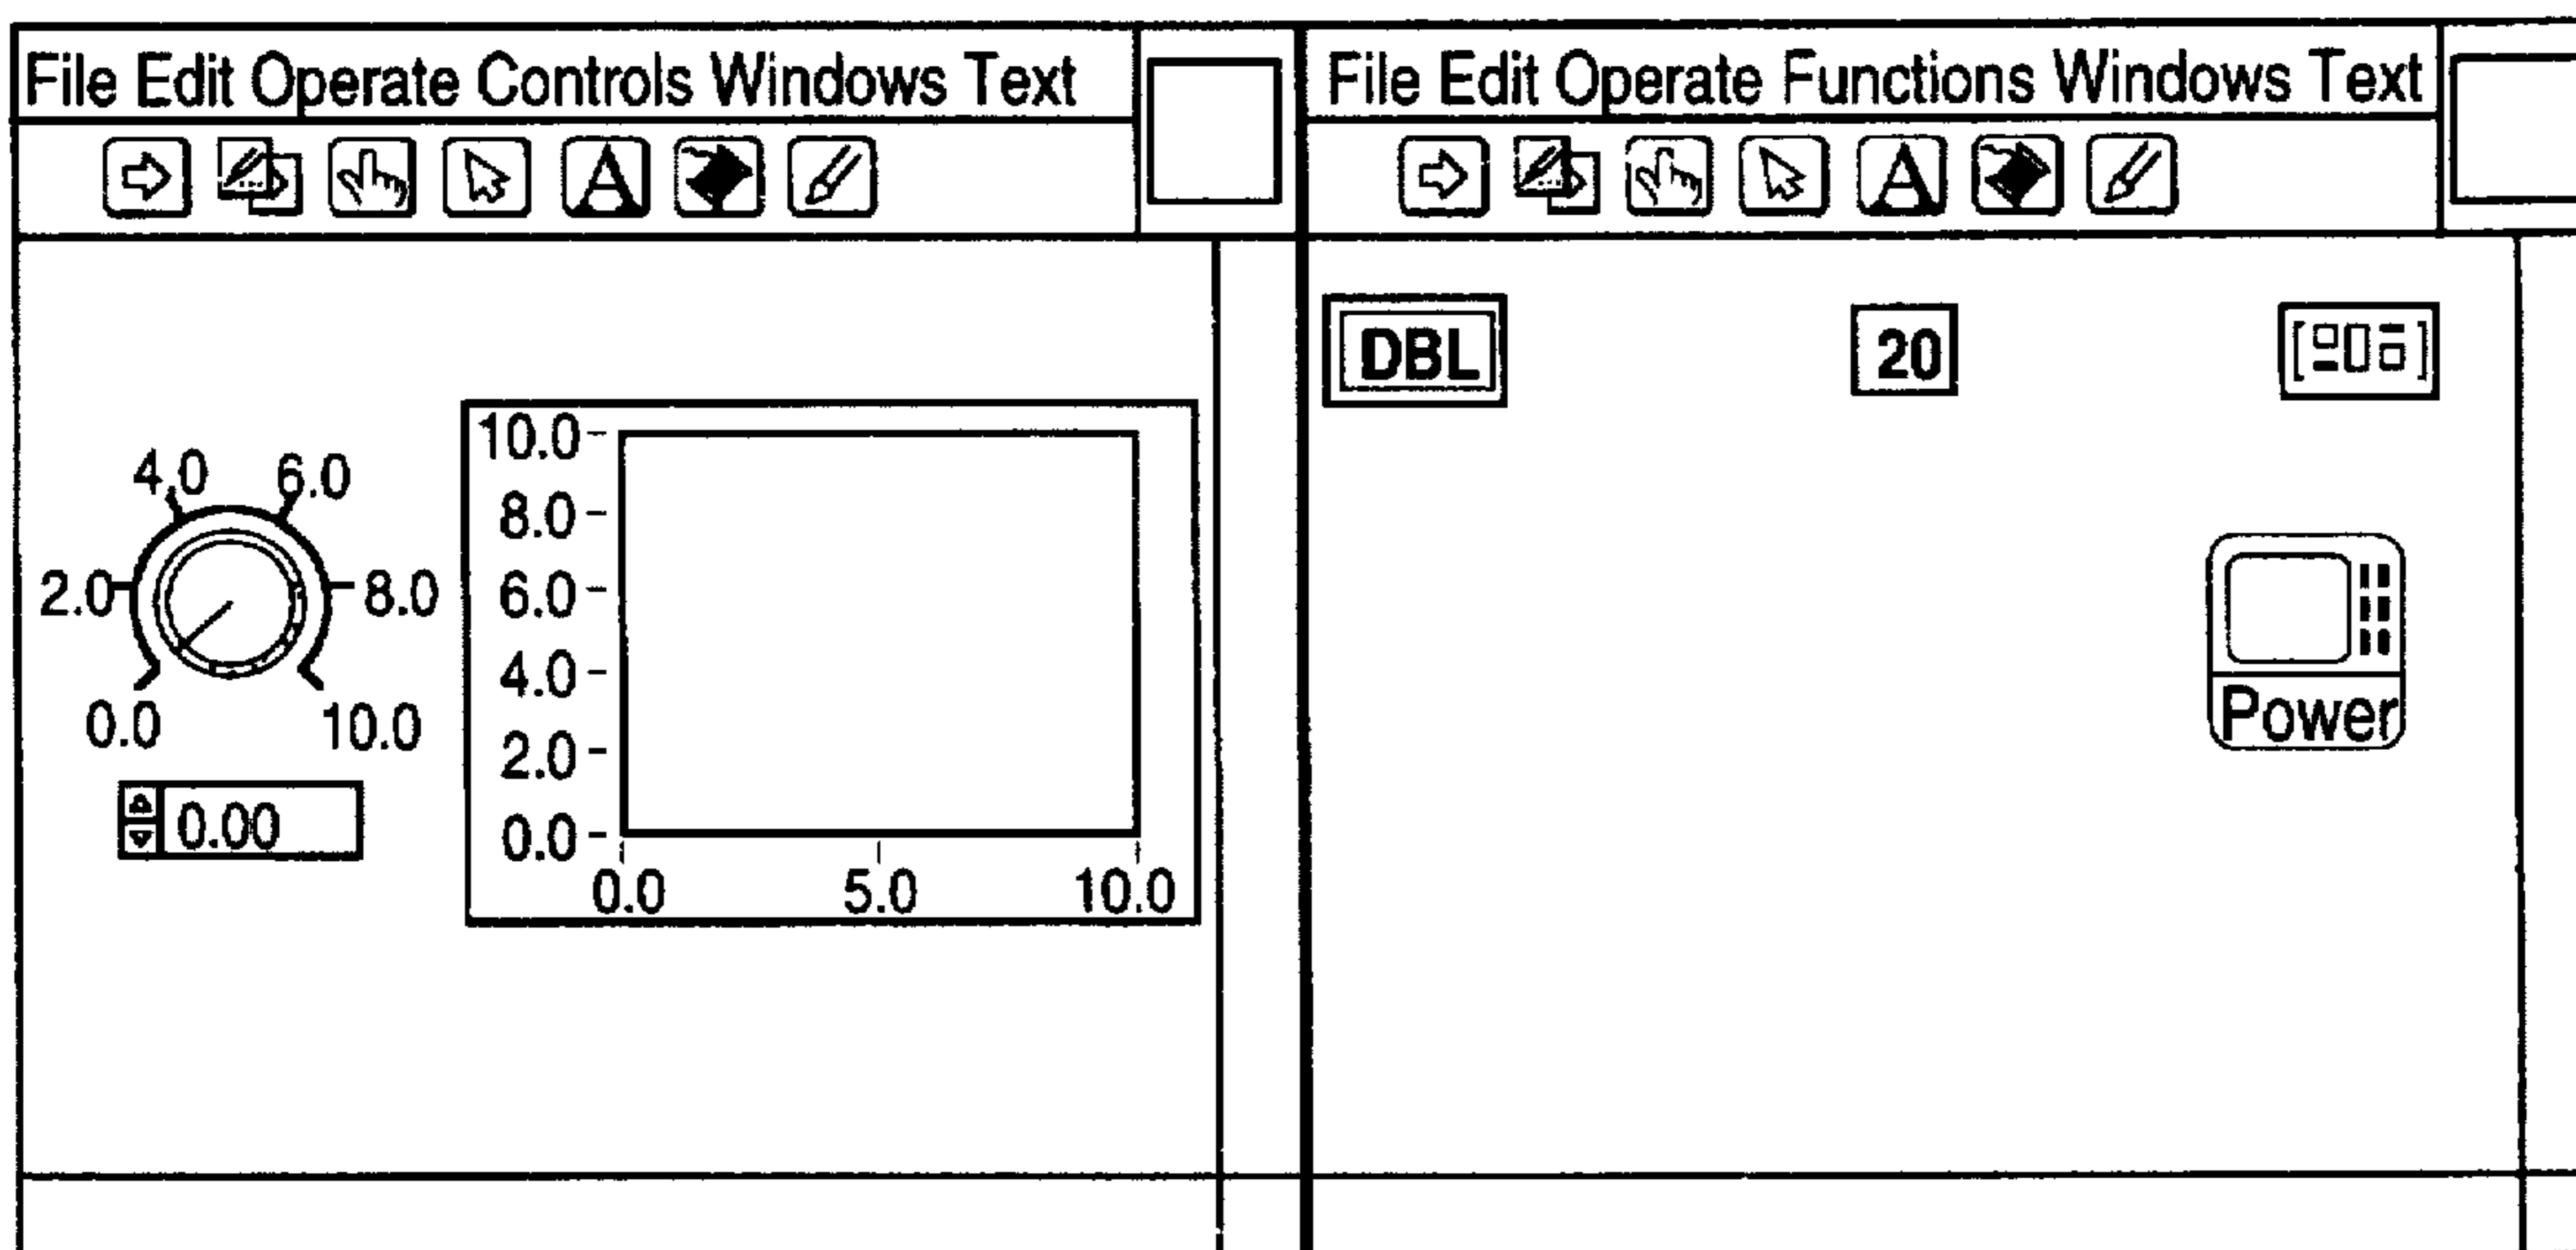 File Edit Operate Controls Windows Text
File Edit Operate Functions Windows Text
A
A
DBL
20
4.0 6.0
2.0 8.0
0.0 10.0
0.00
10.0
8.0
6.0
4.0
2.0
0.0
0.0 5.0 10.0
Power